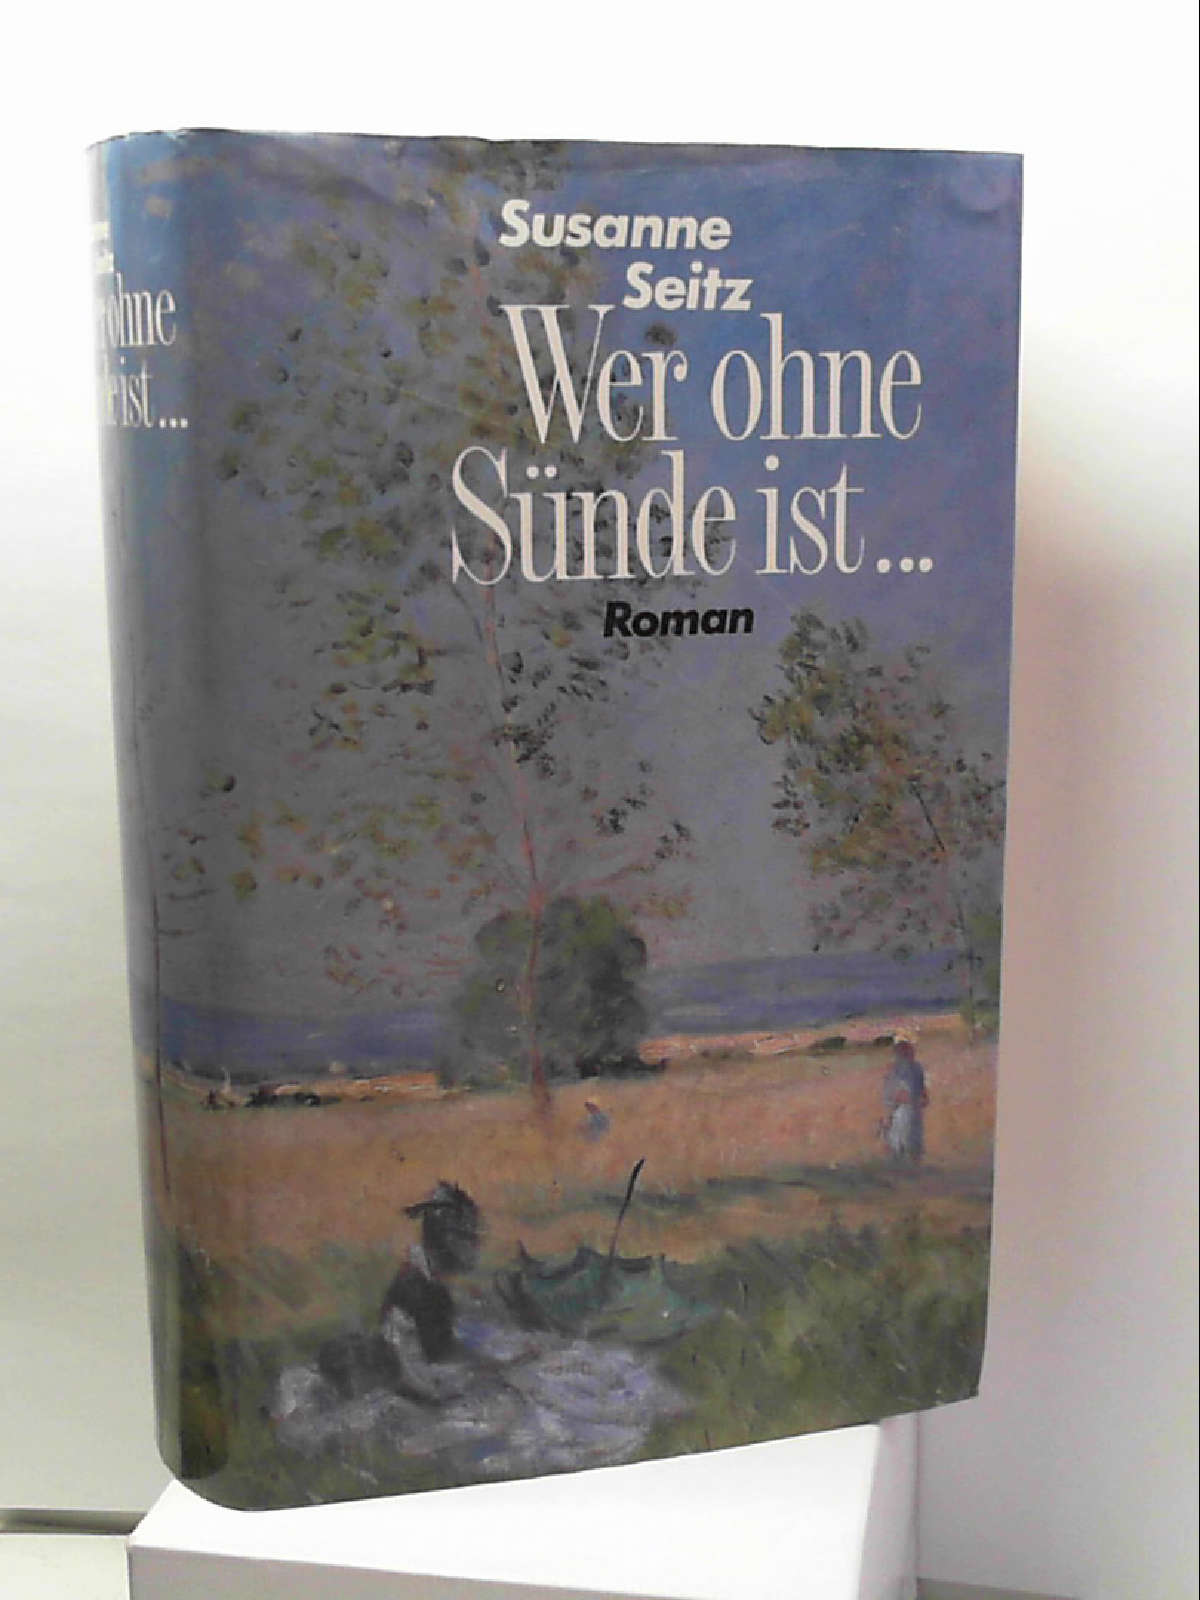 Susanne
Seitz
Wer ohne
Sünde ist...
Roman
ohne
ist...